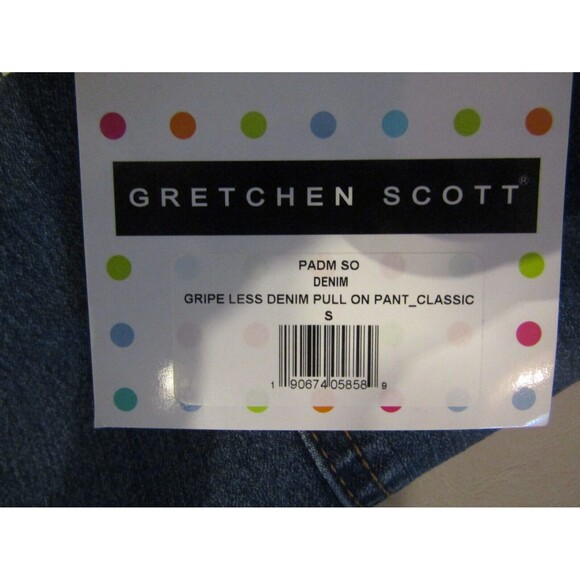 GRETCHEN SCOTT®
PADM SO
DENIM
GRIPE LESS DENIM PULL ON PANT_CLASSIC
S
1 90674 05858 9